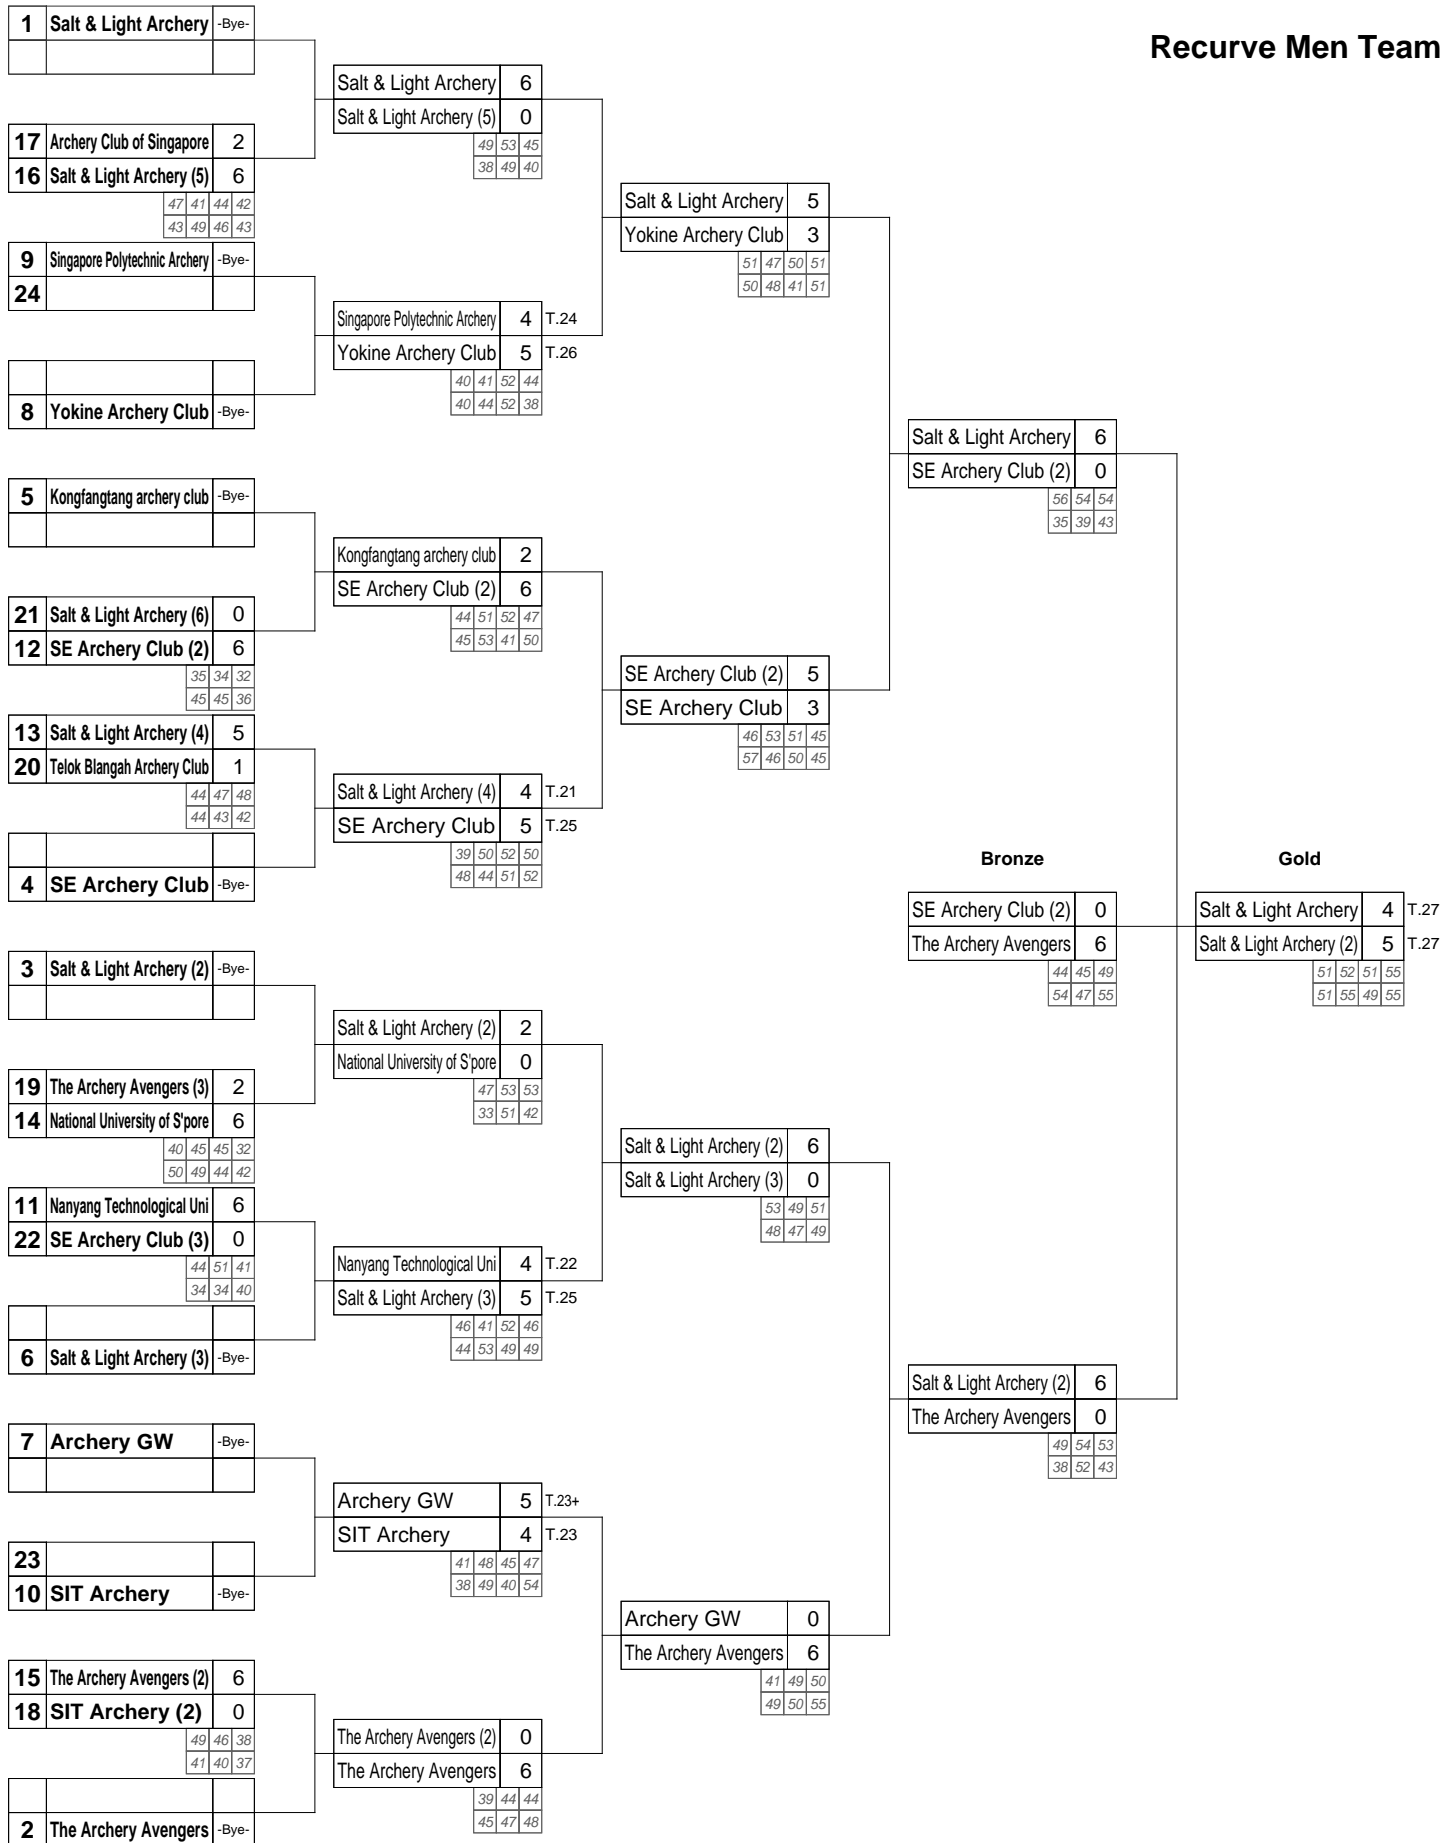 Recurve Men Team
1 Salt & Light Archery -Bye-
17 Archery Club of Singapore 2
16 Salt & Light Archery (5) 6
47 41 44 42
43 49 46 43
9 Singapore Polytechnic Archery -Bye-
24
8 Yokine Archery Club -Bye-
5 Kongfangtang archery club -Bye-
21 Salt & Light Archery (6) 0
12 SE Archery Club (2) 6
35 34 32
45 45 36
13 Salt & Light Archery (4) 5
20 Telok Blangah Archery Club 1
44 47 48
44 43 42
4 SE Archery Club -Bye-
3 Salt & Light Archery (2) -Bye-
19 The Archery Avengers (3) 2
14 National University of S'pore 6
40 45 45 32
50 49 44 42
11 Nanyang Technological Uni 6
22 SE Archery Club (3) 0
44 51 41
34 34 40
6 Salt & Light Archery (3) -Bye-
7 Archery GW -Bye-
23
10 SIT Archery -Bye-
15 The Archery Avengers (2) 6
18 SIT Archery (2) 0
49 46 38
41 40 37
2 The Archery Avengers -Bye-
Salt & Light Archery 6
Salt & Light Archery (5) 0
49 53 45
38 49 40
Singapore Polytechnic Archery 4 T.24
Yokine Archery Club 5 T.26
40 41 52 44
40 44 52 38
Kongfangtang archery club 2
SE Archery Club (2) 6
44 51 52 47
45 53 41 50
Salt & Light Archery (4) 4 T.21
SE Archery Club 5 T.25
39 50 52 50
48 44 51 52
Salt & Light Archery (2) 2
National University of S'pore 0
47 53 53
33 51 42
Nanyang Technological Uni 4 T.22
Salt & Light Archery (3) 5 T.25
46 41 52 46
44 53 49 49
Archery GW 5 T.23+
SIT Archery 4 T.23
41 48 45 47
38 49 40 54
The Archery Avengers (2) 0
The Archery Avengers 6
39 44 44
45 47 48
Salt & Light Archery 5
Yokine Archery Club 3
51 47 50 51
50 48 41 51
SE Archery Club (2) 5
SE Archery Club 3
46 53 51 45
57 46 50 45
Salt & Light Archery (2) 6
Salt & Light Archery (3) 0
53 49 51
48 47 49
Archery GW 0
The Archery Avengers 6
41 49 50
49 50 55
Salt & Light Archery 6
SE Archery Club (2) 0
56 54 54
35 39 43
Salt & Light Archery (2) 6
The Archery Avengers 0
49 54 53
38 52 43
Bronze
SE Archery Club (2) 0
The Archery Avengers 6
44 45 49
54 47 55
Gold
Salt & Light Archery 4 T.27
Salt & Light Archery (2) 5 T.27
51 52 51 55
51 55 49 55